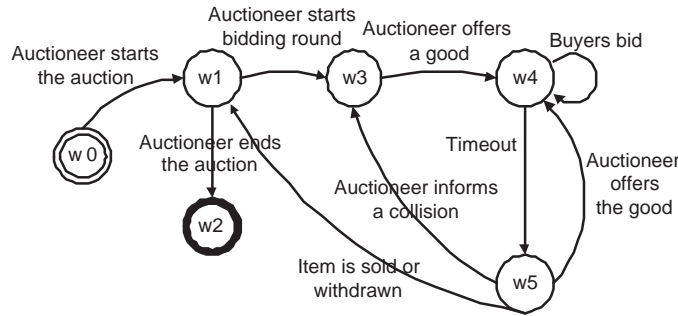 Auctioneer starts
bidding round
Auctioneer offers
a good
Buyers bid
Auctioneer starts
the auction
w1
w3
w4
w 0
Auctioneer ends
the auction
Timeout
Auctioneer
offers
the good
Auctioneer informs
a collision
w2
Item is sold or
withdrawn
w5